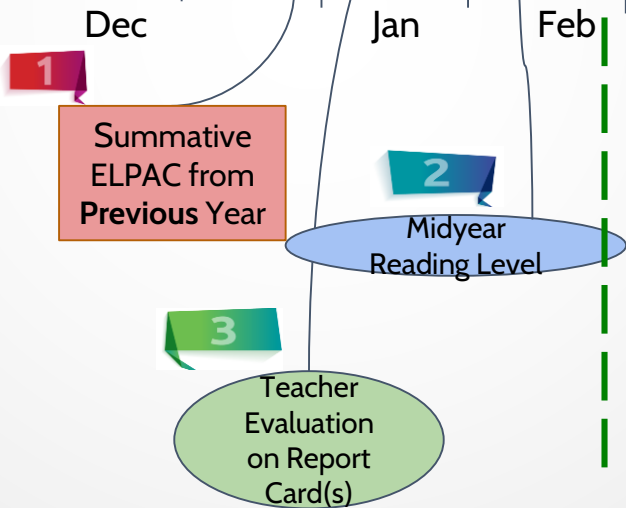 Dec Jan Feb
1
Summative
ELPAC from
Previous Year
2
Midyear
Reading Level
3
Teacher
Evaluation
on Report
Card(s)